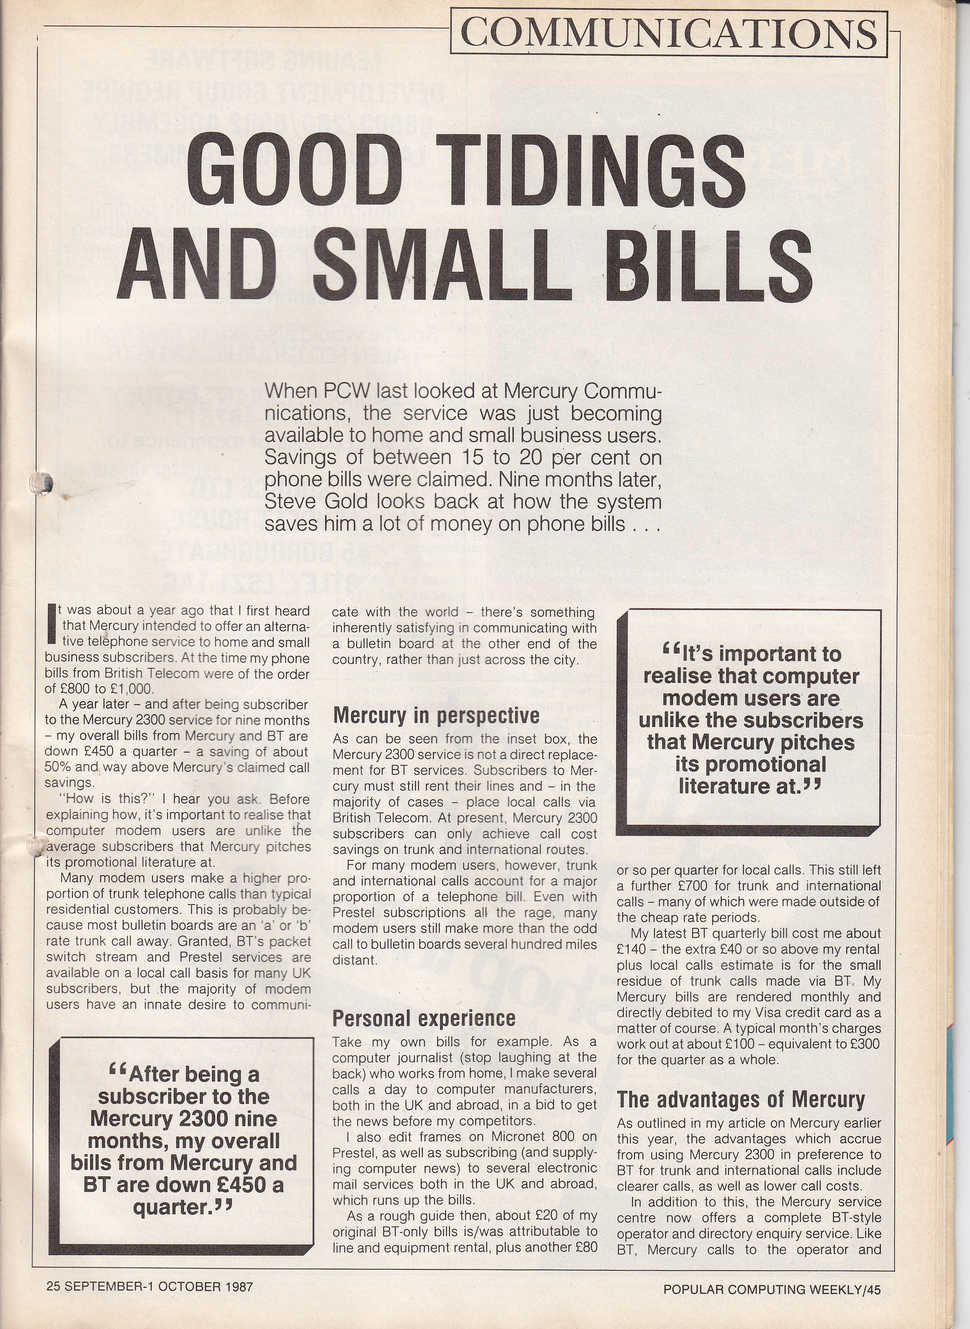 COMMUNICATIONS
GOOD TIDINGS
AND SMALL BILLS
When PCW last looked at Mercury Commu-
nications, the service was just becoming
available to home and small business users.
Savings of between 15 to 20 per cent on
phone bills were claimed. Nine months later,
Steve Gold looks back at how the system
saves him a lot of money on phone bills . . .
It was about a year ago that I first heard
that Mercury intended to offer an alterna-
tive telephone service to home and small
business subscribers. At the time my phone
bills from British Telecom were of the order
of £800 to £1,000.
A year later – and after being subscriber
to the Mercury 2300 service for nine months
– my overall bills from Mercury and BT are
down £450 a quarter – a saving of about
50% and way above Mercury's claimed call
savings.
"How is this?" I hear you ask. Before
explaining how, it's important to realise that
computer modem users are unlike the
average subscribers that Mercury pitches
its promotional literature at.
Many modem users make a higher pro-
portion of trunk telephone calls than typical
residential customers. This is probably be-
cause most bulletin boards are an 'a' or 'b'
rate trunk call away. Granted, BT's packet
switch stream and Prestel services are
available on a local call basis for many UK
subscribers, but the majority of modem
users have an innate desire to communi-
“After being a
subscriber to the
Mercury 2300 nine
months, my overall
bills from Mercury and
BT are down £450 a
quarter.”
cate with the world – there's something
inherently satisfying in communicating with
a bulletin board at the other end of the
country, rather than just across the city.
Mercury in perspective
As can be seen from the inset box, the
Mercury 2300 service is not a direct replace-
ment for BT services. Subscribers to Mer-
cury must still rent their lines and – in the
majority of cases – place local calls via
British Telecom. At present, Mercury 2300
subscribers can only achieve call cost
savings on trunk and international routes.
For many modem users, however, trunk
and international calls account for a major
proportion of a telephone bill. Even with
Prestel subscriptions all the rage, many
modem users still make more than the odd
call to bulletin boards several hundred miles
distant.
Personal experience
Take my own bills for example. As a
computer journalist (stop laughing at the
back) who works from home, I make several
calls a day to computer manufacturers,
both in the UK and abroad, in a bid to get
the news before my competitors.
I also edit frames on Micronet 800 on
Prestel, as well as subscribing (and supply-
ing computer news) to several electronic
mail services both in the UK and abroad,
which runs up the bills.
As a rough guide then, about £20 of my
original BT-only bills is/was attributable to
line and equipment rental, plus another £80
“It's important to
realise that computer
modem users are
unlike the subscribers
that Mercury pitches
its promotional
literature at.”
or so per quarter for local calls. This still left
a further £700 for trunk and international
calls – many of which were made outside of
the cheap rate periods.
My latest BT quarterly bill cost me about
£140 – the extra £40 or so above my rental
plus local calls estimate is for the small
residue of trunk calls made via BT. My
Mercury bills are rendered monthly and
directly debited to my Visa credit card as a
matter of course. A typical month's charges
work out at about £100 – equivalent to £300
for the quarter as a whole.
The advantages of Mercury
As outlined in my article on Mercury earlier
this year, the advantages which accrue
from using Mercury 2300 in preference to
BT for trunk and international calls include
clearer calls, as well as lower call costs.
In addition to this, the Mercury service
centre now offers a complete BT-style
operator and directory enquiry service. Like
BT, Mercury calls to the operator and
25 SEPTEMBER-1 OCTOBER 1987
POPULAR COMPUTING WEEKLY/45